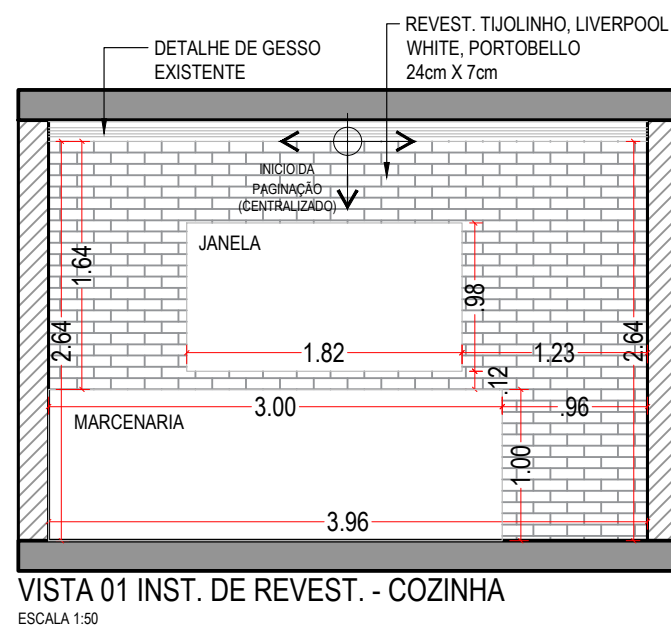 DETALHE DE GESSO
EXISTENTE
REVEST. TIJOLINHO, LIVERPOOL
WHITE, PORTOBELLO
24cm X 7cm
INICIO DA
PAGINAÇÃO
(CENTRALIZADO)
JANELA
1.64
2.64
.98
2.64
1.82
1.23
.12
3.00
.96
MARCENARIA
1.00
3.96
VISTA 01 INST. DE REVEST. - COZINHA
ESCALA 1:50